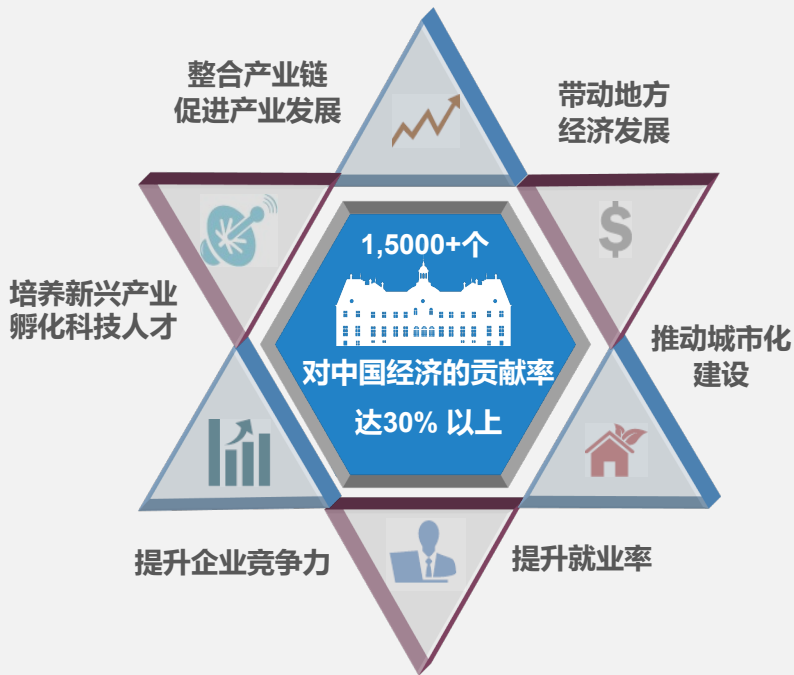 整合产业链
促进产业发展
带动地方
经济发展
1,5000+个
培养新兴产业
孵化科技人才
推动城市化
建设
对中国经济的贡献率
达30% 以上
提升企业竞争力
提升就业率
$